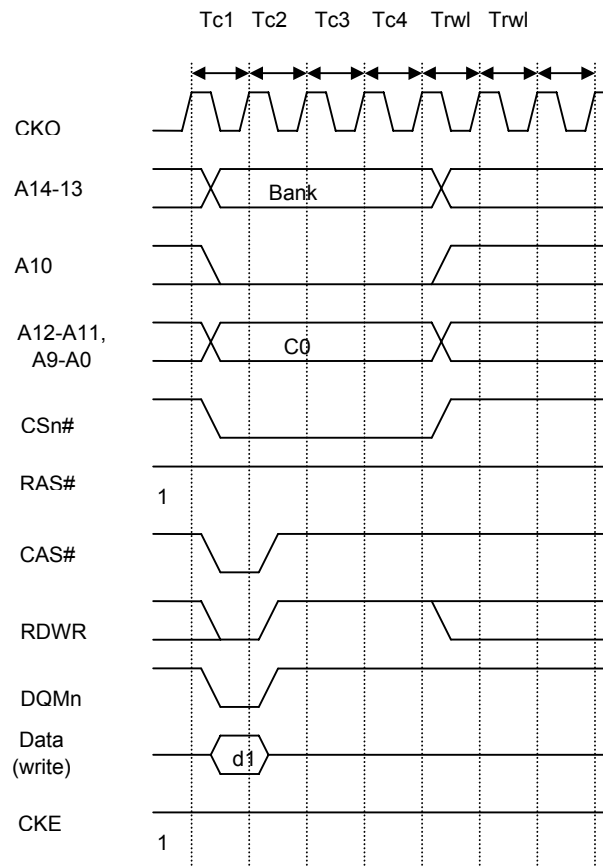 Tc1 Tc2 Tc3 Tc4 Trwl Trwl
CKO
A14-13
Bank
A10
A12-A11,
A9-A0
C0
CSn#
RAS#
1
CAS#
RDWR
DQMn
Data
(write)
d1
CKE
1